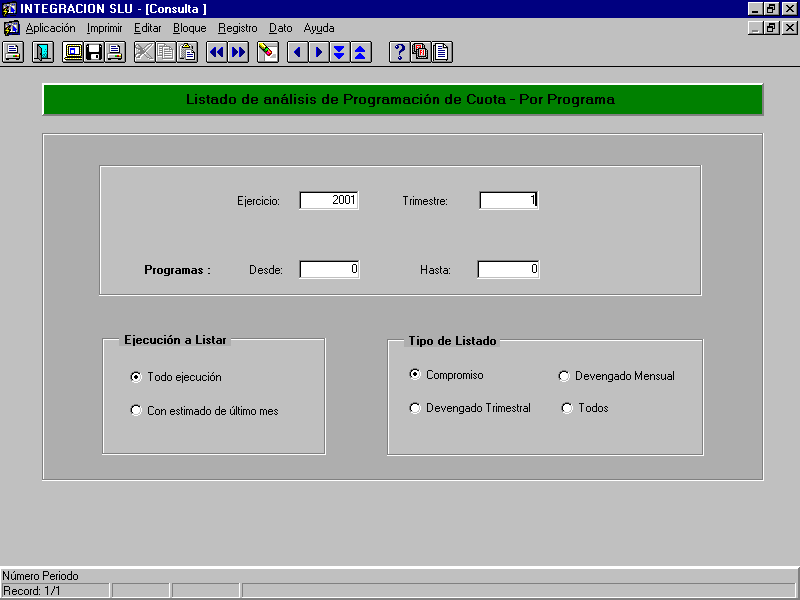 INTEGRACION SLU - [Consulta ]
Aplicación Imprimir Editar Bloque Registro Dato Ayuda
Listado de análisis de Programación de Cuota - Por Programa
Ejercicio: 2001 Trimestre: 1
Programas : Desde: 0 Hasta: 0
Ejecución a Listar
Todo ejecución
Con estimado de último mes
Tipo de Listado
Compromiso Devengado Mensual
Devengado Trimestral Todos
Número Periodo
Record: 1/1